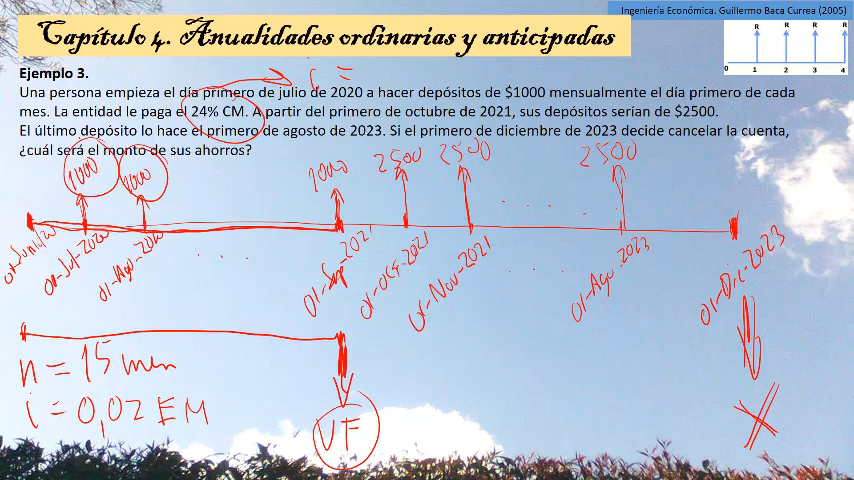 Ingeniería Económica. Guillermo Baca Currea (2005)
Capítulo 4. Anualidades ordinarias y anticipadas
R R R R
0 1 2 3 4
Ejemplo 3.
i =
Una persona empieza el día primero de julio de 2020 a hacer depósitos de $1000 mensualmente el día primero de cada
mes. La entidad le paga el 24% CM. A partir del primero de octubre de 2021, sus depósitos serían de $2500.
El último depósito lo hace el primero de agosto de 2023. Si el primero de diciembre de 2023 decide cancelar la cuenta,
¿cuál será el monto de sus ahorros?
1000 1000 1000 2500 2500 2500
01-Jul-2020 01-Sep-2021 01-Oct-2021 01-Nov-2021 01-Ago-2023 01-Dic-2023
n = 15 men
i = 0,02 EM
VF